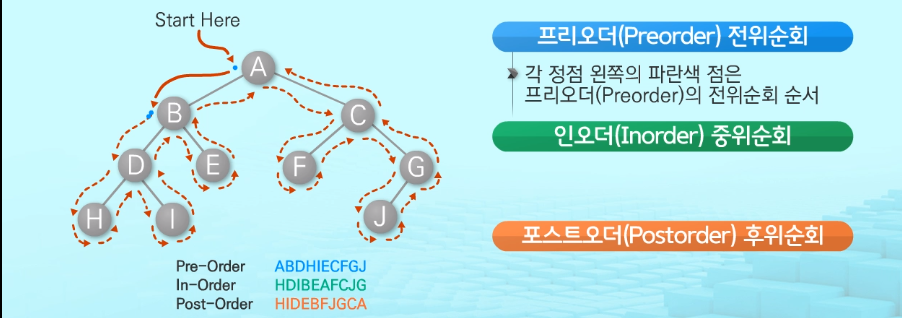 Start Here
A
B
C
D
E
F
G
H
I
J
Pre-Order ABDHIECFGJ
In-Order HDIBEAFCJG
Post-Order HIDEBFJGCA
프리오더(Preorder) 전위순회
각 정점 왼쪽의 파란색 점은
프리오더(Preorder)의 전위순회 순서
인오더(Inorder) 중위순회
포스트오더(Postorder) 후위순회